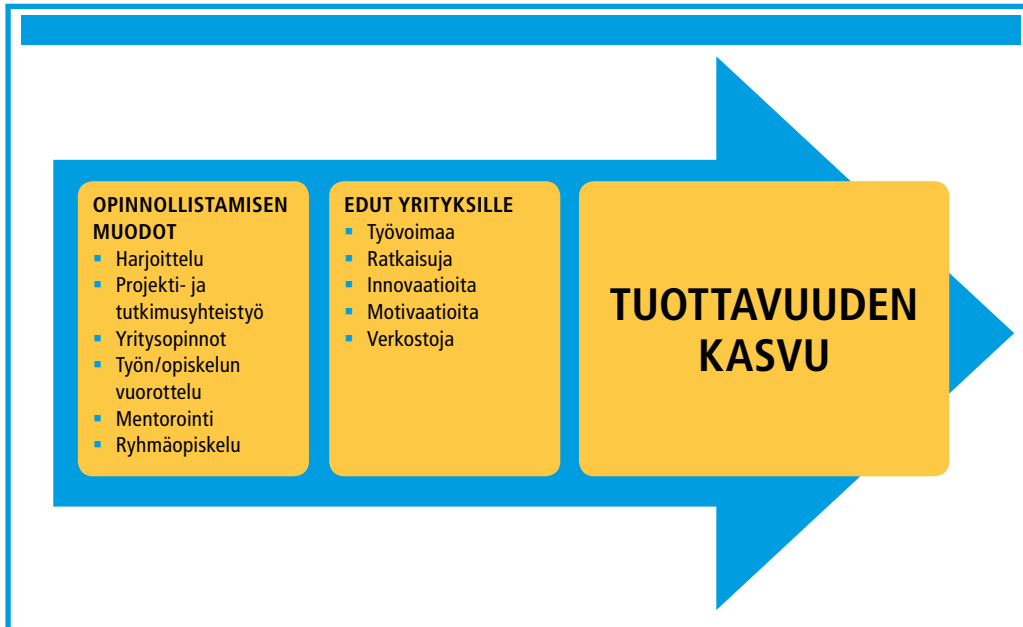 OPINNOLLISTAMISEN
MUODOT
▪ Harjoittelu
▪ Projekti- ja
tutkimusyhteistyö
▪ Yritysopinnot
▪ Työn/opiskelun
vuorottelu
▪ Mentorointi
▪ Ryhmäopiskelu
EDUT YRITYKSILLE
▪ Työvoimaa
▪ Ratkaisuja
▪ Innovaatioita
▪ Motivaatioita
▪ Verkostoja
TUOTTAVUUDEN
KASVU